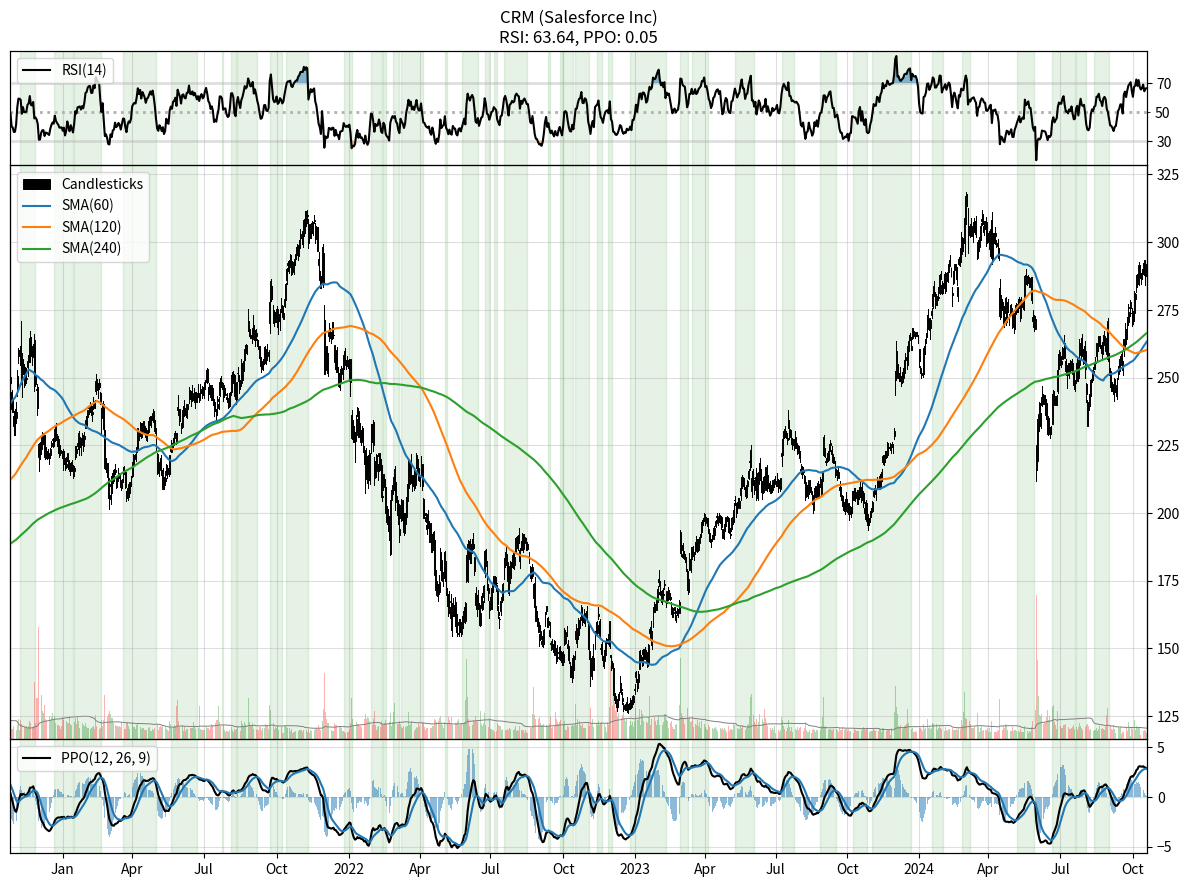 CRM (Salesforce Inc)
RSI: 63.64, PPO: 0.05
RSI(14)
70
50
30
Candlesticks
SMA(60)
SMA(120)
SMA(240)
325
300
275
250
225
200
175
150
125
PPO(12, 26, 9)
5
0
−5
Jan Apr Jul Oct 2022 Apr Jul Oct 2023 Apr Jul Oct 2024 Apr Jul Oct